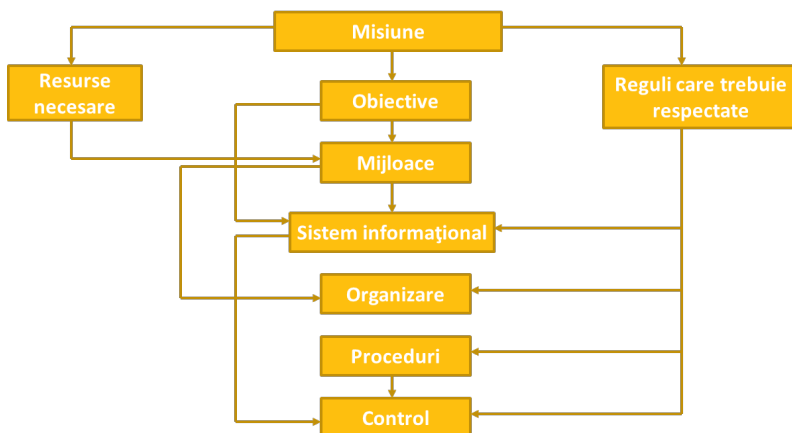 Misiune
Resurse
necesare
Obiective
Reguli care trebuie
respectate
Mijloace
Sistem informaţional
Organizare
Proceduri
Control